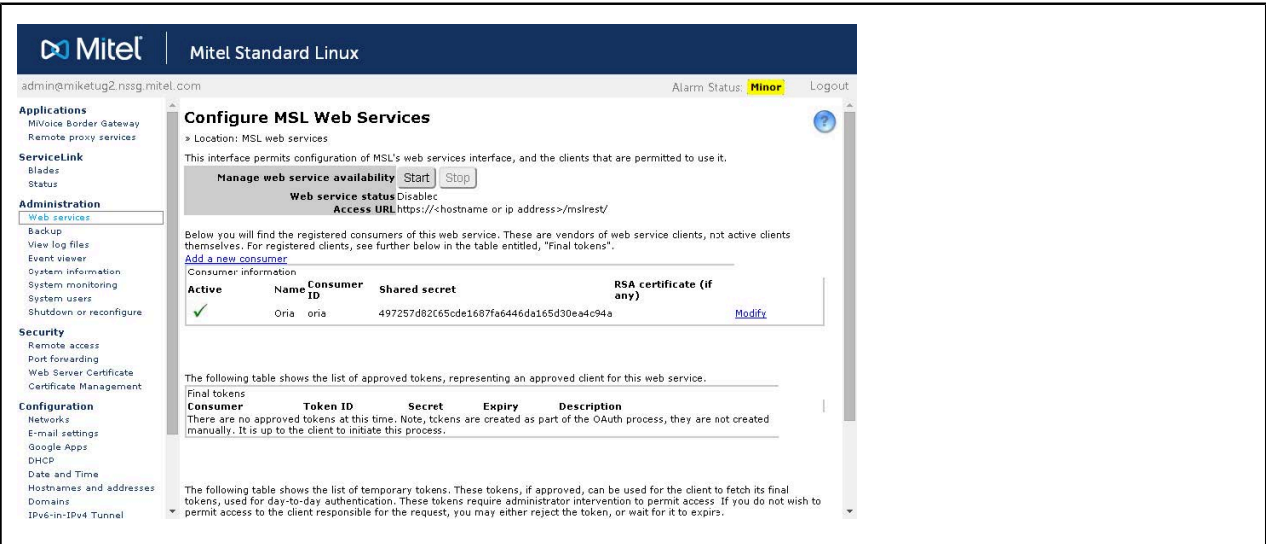 Mitel
Mitel Standard Linux
admin@miketug2.nssg.mitel.com
Alarm Status: Minor
Logout
Applications
MiVoice Border Gateway
Remote proxy services
ServiceLink
Blades
Status
Administration
Web services
Backup
View log files
Event viewer
System information
System monitoring
System users
Shutdown or reconfigure
Security
Remote access
Port forwarding
Web Server Certificate
Certificate Management
Configuration
Networks
E-mail settings
Google Apps
DHCP
Date and Time
Hostnames and addresses
Domains
IPv6-in-IPv4 Tunnel
Configure MSL Web Services
?
» Location: MSL web services
This interface permits configuration of MSL's web services interface, and the clients that are permitted to use it.
Manage web service availability Start Stop
Web service status Disabled
Access URL https://<hostname or ip address>/mslrest/
Below you will find the registered consumers of this web service. These are vendors of web service clients, not active clients
themselves. For registered clients, see further below in the table entitled, "Final tokens".
Add a new consumer
Consumer information
Active Name Consumer ID Shared secret RSA certificate (if any)
✓ Oria oria 497257d82065cde1687fa6446da165d30ea4c94a Modify
The following table shows the list of approved tokens, representing an approved client for this web service.
Final tokens
Consumer Token ID Secret Expiry Description
There are no approved tokens at this time. Note, tokens are created as part of the OAuth process, they are not created
manually. It is up to the client to initiate this process.
The following table shows the list of temporary tokens. These tokens, if approved, can be used for the client to fetch its final
tokens, used for day-to-day authentication. These tokens require administrator intervention to permit access. If you do not wish to
permit access to the client responsible for the request, you may either reject the token, or wait for it to expire.